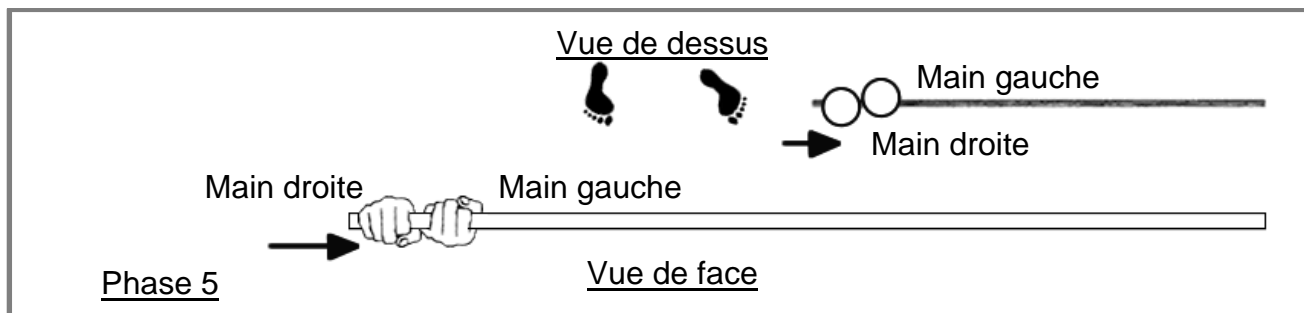 Vue de dessus
Main gauche
Main droite
Main droite
Main gauche
Vue de face
Phase 5